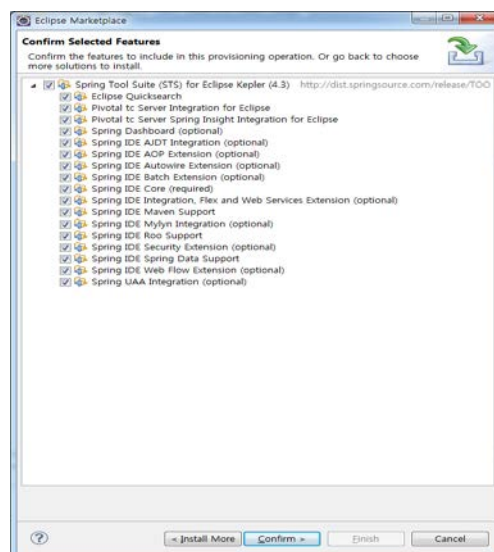 Eclipse Marketplace
Confirm Selected Features
Confirm the features to include in this provisioning operation. Or go back to choose
more solutions to install.
Spring Tool Suite (STS) for Eclipse Kepler (4.3) http://dist.springsource.com/release/TOO
Eclipse Quicksearch
Pivotal tc Server Integration for Eclipse
Pivotal tc Server Spring Insight Integration for Eclipse
Spring Dashboard (optional)
Spring IDE AJDT Integration (optional)
Spring IDE AOP Extension (optional)
Spring IDE Autowire Extension (optional)
Spring IDE Batch Extension (optional)
Spring IDE Core (required)
Spring IDE Integration, Flex and Web Services Extension (optional)
Spring IDE Maven Support
Spring IDE Mylyn Integration (optional)
Spring IDE Roo Support
Spring IDE Security Extension (optional)
Spring IDE Spring Data Support
Spring IDE Web Flow Extension (optional)
Spring UAA Integration (optional)
? < Install More Confirm > Finish Cancel